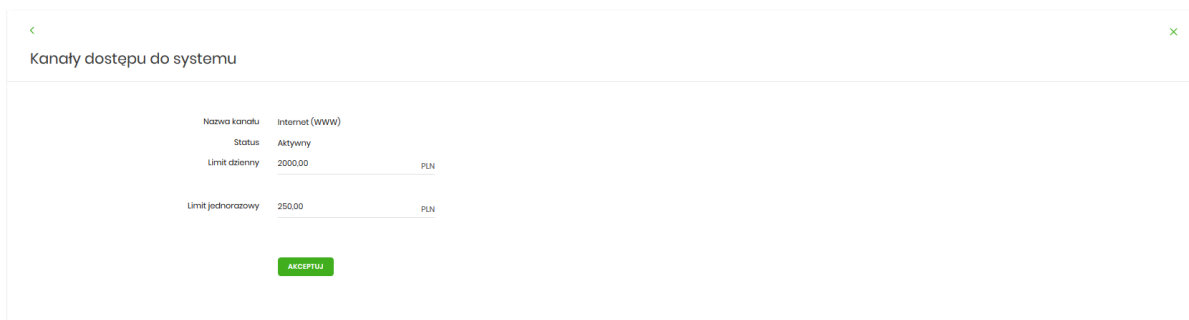 Kanały dostępu do systemu
Nazwa kanału Internet (WWW)
Status Aktywny
Limit dzienny 2000,00 PLN
Limit jednorazowy 250,00 PLN
AKCEPTUJ